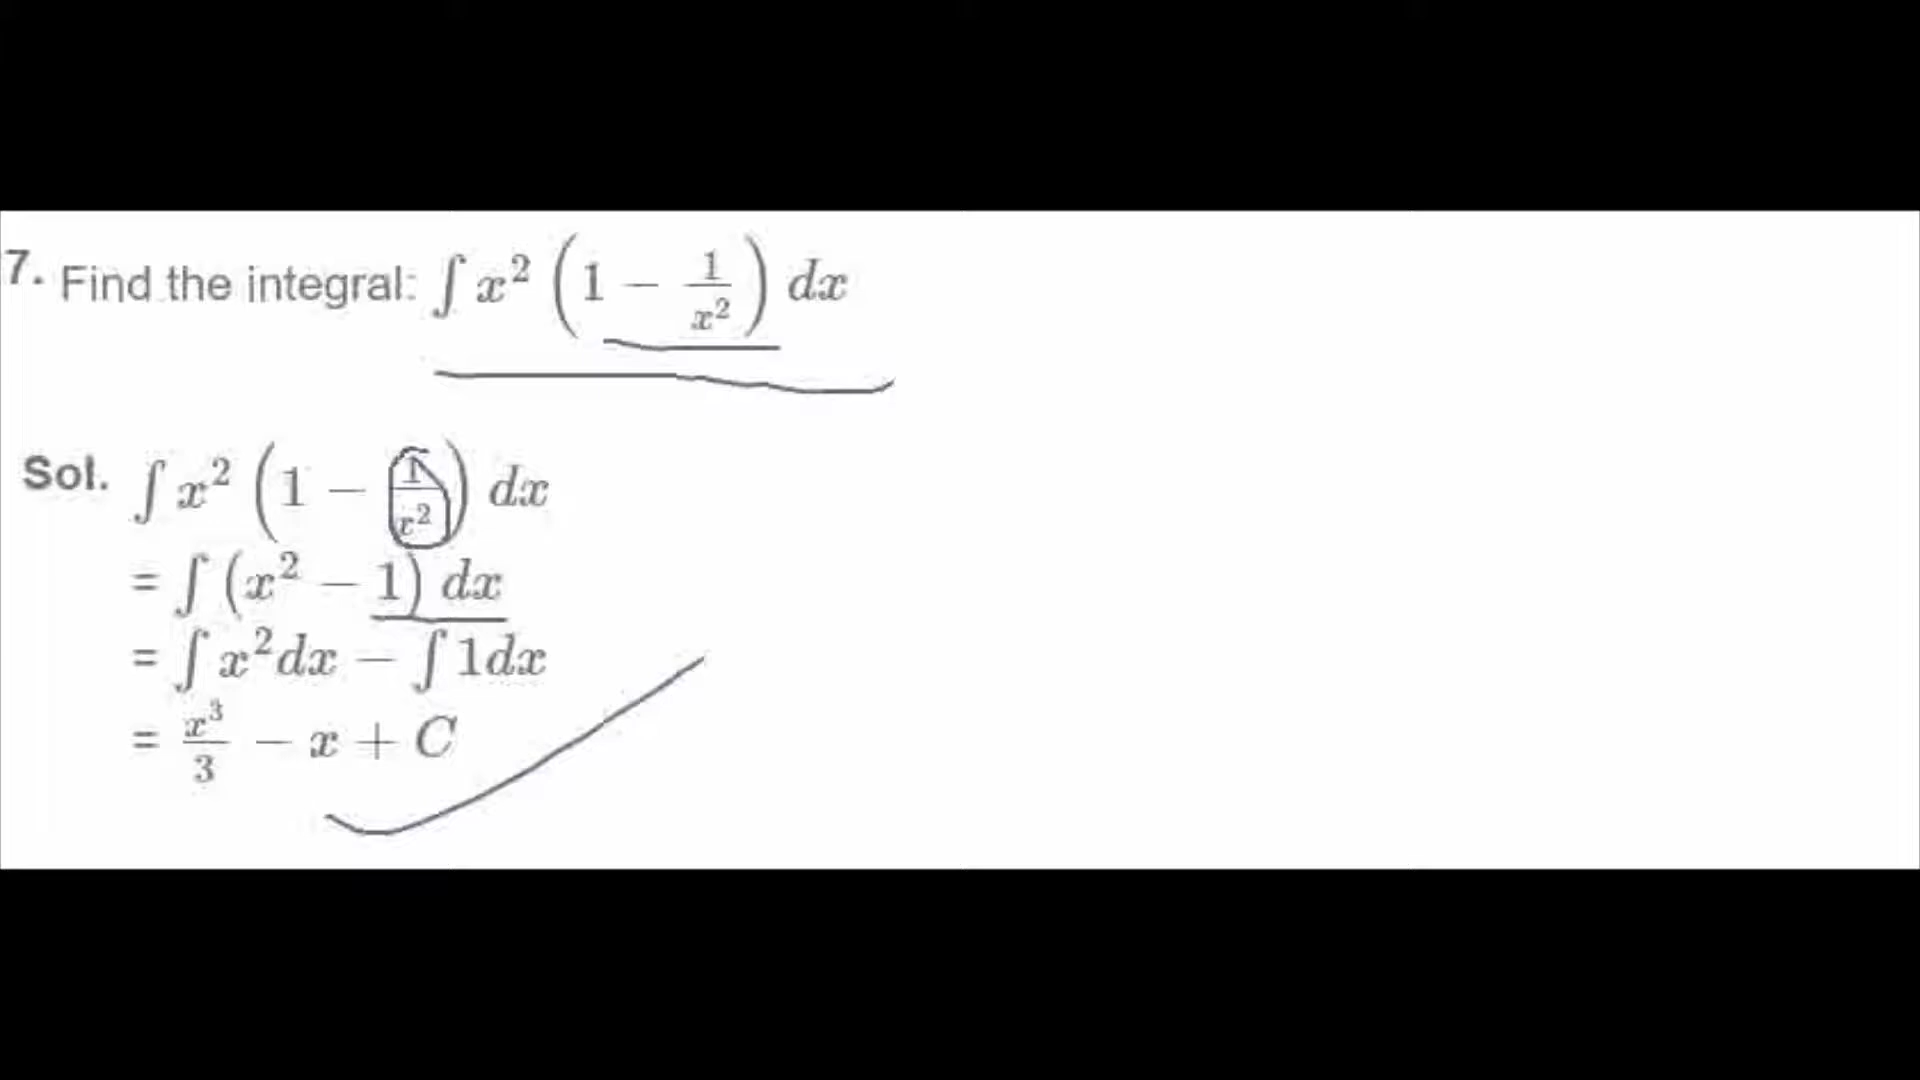 7. Find the integral: ∫ x² (1 − 1/x²) dx
Sol. ∫ x² (1 − 1/x²) dx
= ∫ (x² − 1) dx
= ∫ x²dx − ∫ 1dx
= x³/3 − x + C